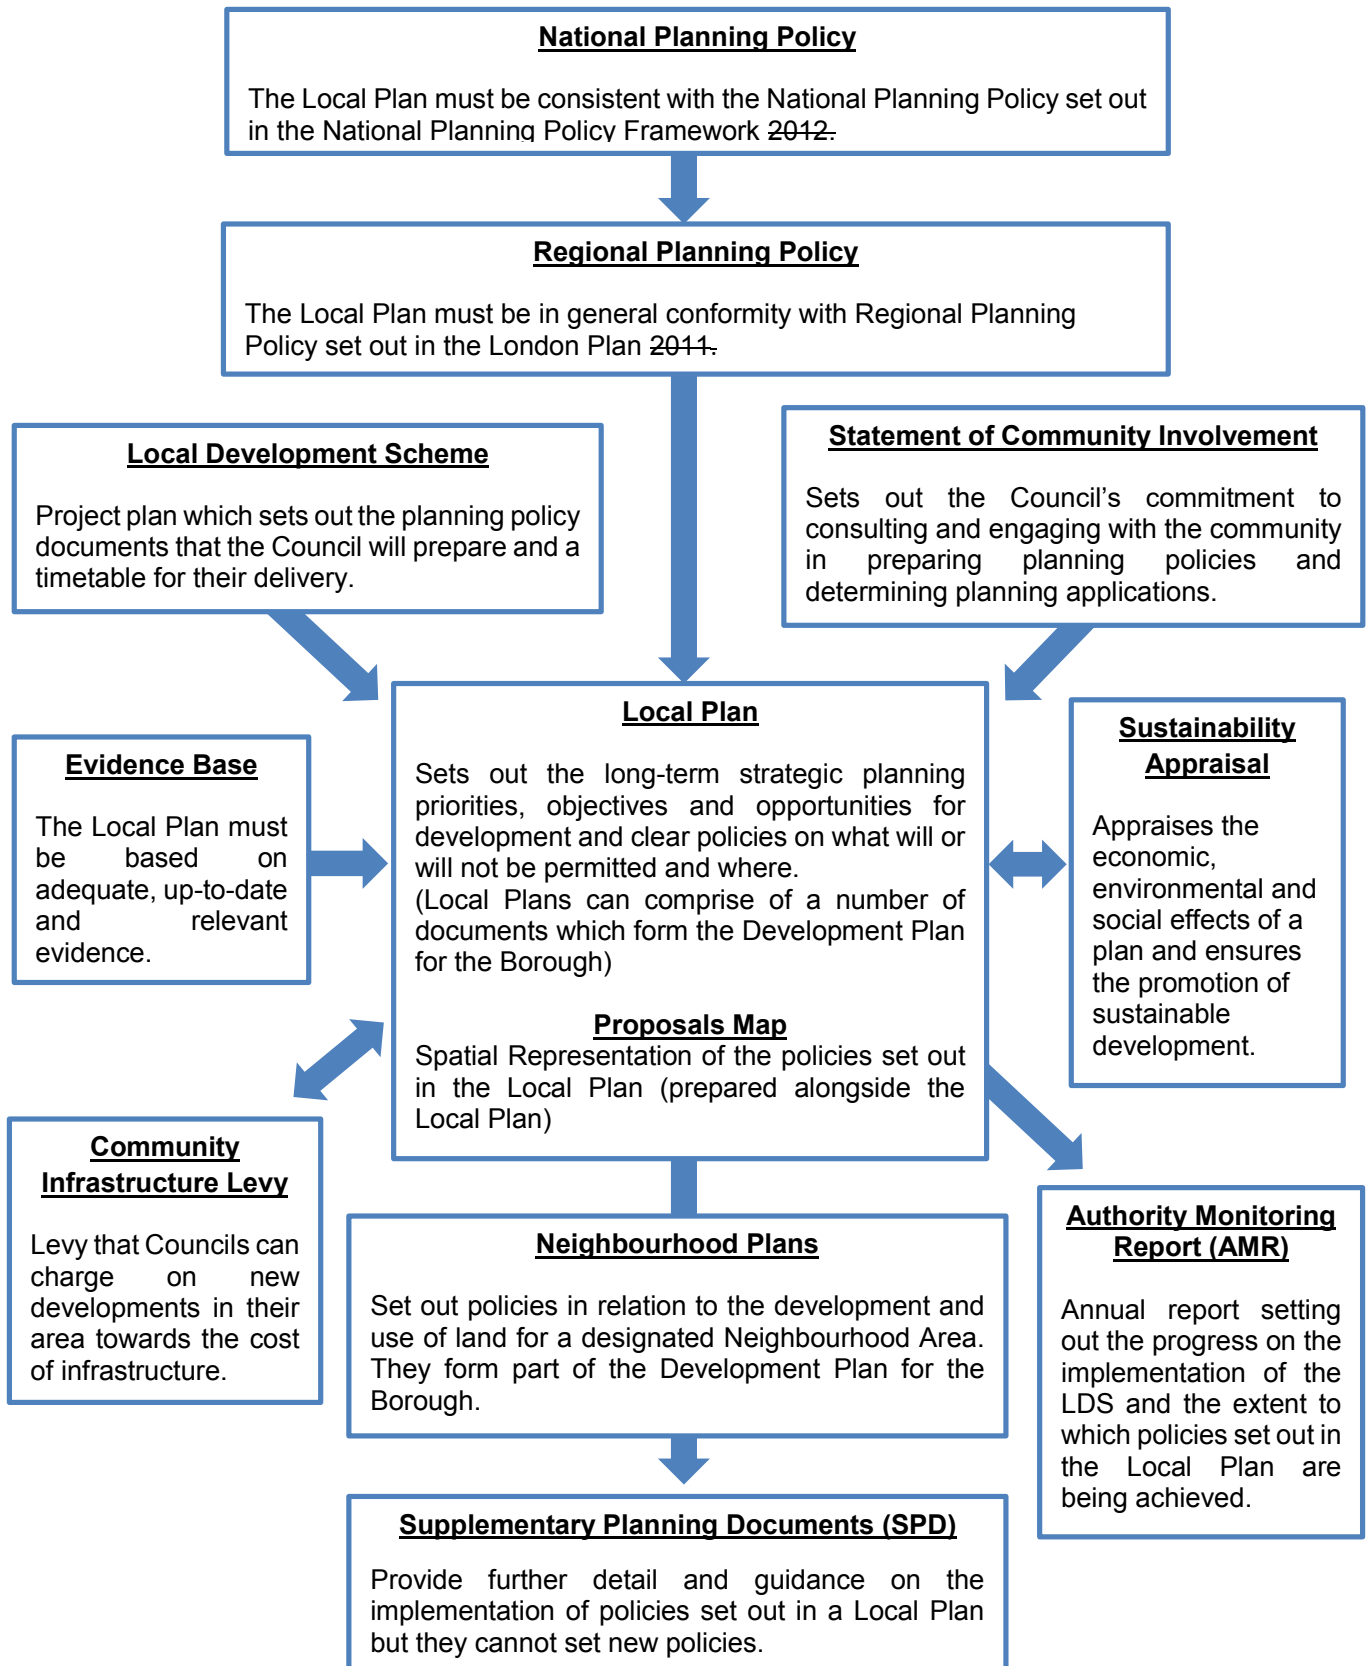 National Planning Policy
The Local Plan must be consistent with the National Planning Policy set out
in the National Planning Policy Framework 2012.
Regional Planning Policy
The Local Plan must be in general conformity with Regional Planning
Policy set out in the London Plan 2011.
Local Development Scheme
Project plan which sets out the planning policy
documents that the Council will prepare and a
timetable for their delivery.
Statement of Community Involvement
Sets out the Council’s commitment to
consulting and engaging with the community
in preparing planning policies and
determining planning applications.
Evidence Base
The Local Plan must
be based on
adequate, up-to-date
and relevant
evidence.
Local Plan
Sets out the long-term strategic planning
priorities, objectives and opportunities for
development and clear policies on what will or
will not be permitted and where.
(Local Plans can comprise of a number of
documents which form the Development Plan
for the Borough)
Proposals Map
Spatial Representation of the policies set out
in the Local Plan (prepared alongside the
Local Plan)
Sustainability
Appraisal
Appraises the
economic,
environmental and
social effects of a
plan and ensures
the promotion of
sustainable
development.
Community
Infrastructure Levy
Levy that Councils can
charge on new
developments in their
area towards the cost
of infrastructure.
Neighbourhood Plans
Set out policies in relation to the development and
use of land for a designated Neighbourhood Area.
They form part of the Development Plan for the
Borough.
Authority Monitoring
Report (AMR)
Annual report setting
out the progress on the
implementation of the
LDS and the extent to
which policies set out in
the Local Plan are
being achieved.
Supplementary Planning Documents (SPD)
Provide further detail and guidance on the
implementation of policies set out in a Local Plan
but they cannot set new policies.